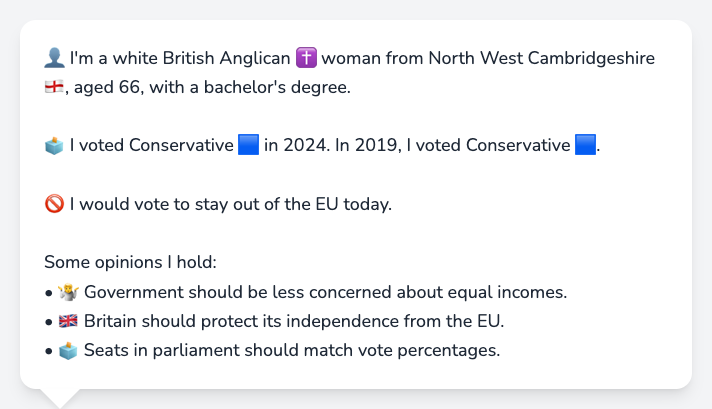 👤 I'm a white British Anglican ✝️ woman from North West Cambridgeshire
🏴󠁧󠁢󠁥󠁮󠁧󠁿, aged 66, with a bachelor's degree.
🗳️ I voted Conservative 🟦 in 2024. In 2019, I voted Conservative 🟦.
🚫 I would vote to stay out of the EU today.
Some opinions I hold:
• 🤷 Government should be less concerned about equal incomes.
• 🇬🇧 Britain should protect its independence from the EU.
• 🗳️ Seats in parliament should match vote percentages.